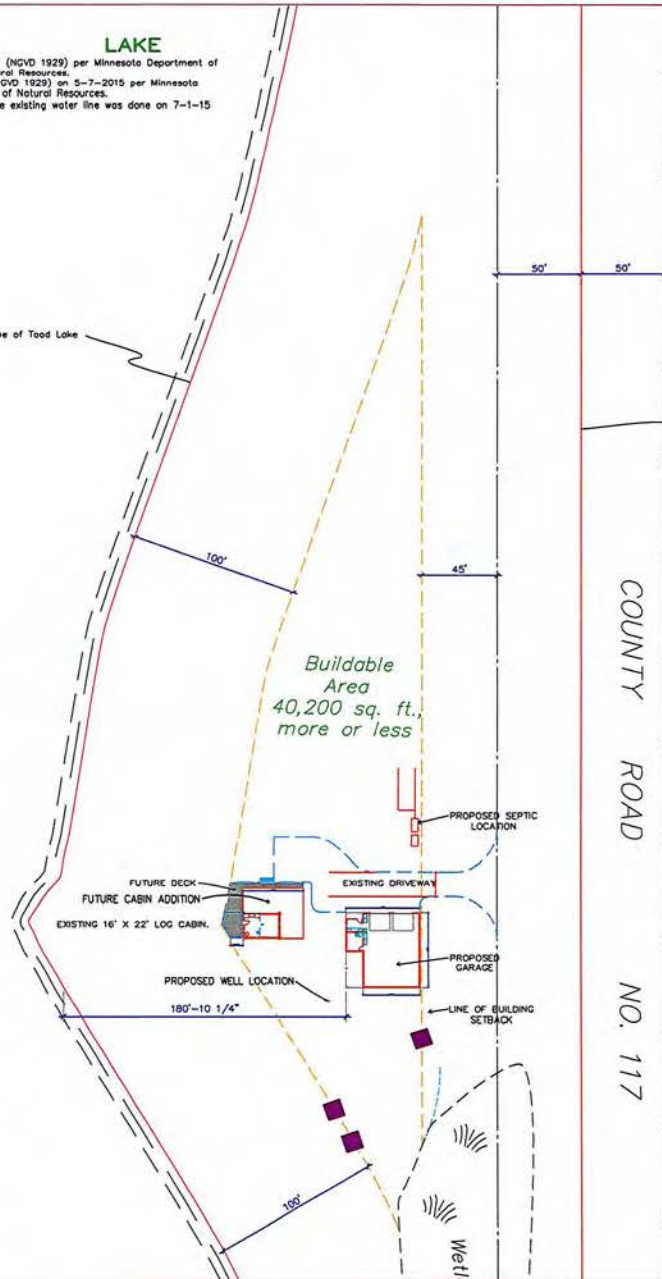 LAKE
(NGVD 1929) per Minnesota Department of
Resources.
1929) on 5-7-2015 per Minnesota
of Natural Resources.
existing water line was done on 7-1-15
of Toad Lake
50'
50'
100'
45'
Buildable
Area
40,200 sq. ft.,
more or less
COUNTY ROAD NO. 117
PROPOSED SEPTIC
LOCATION
FUTURE DECK
EXISTING DRIVEWAY
FUTURE CABIN ADDITION
EXISTING 16' X 22' LOG CABIN.
PROPOSED
GARAGE
PROPOSED WELL LOCATION
180'-10 1/4"
LINE OF BUILDING
SETBACK
100'
Wetl